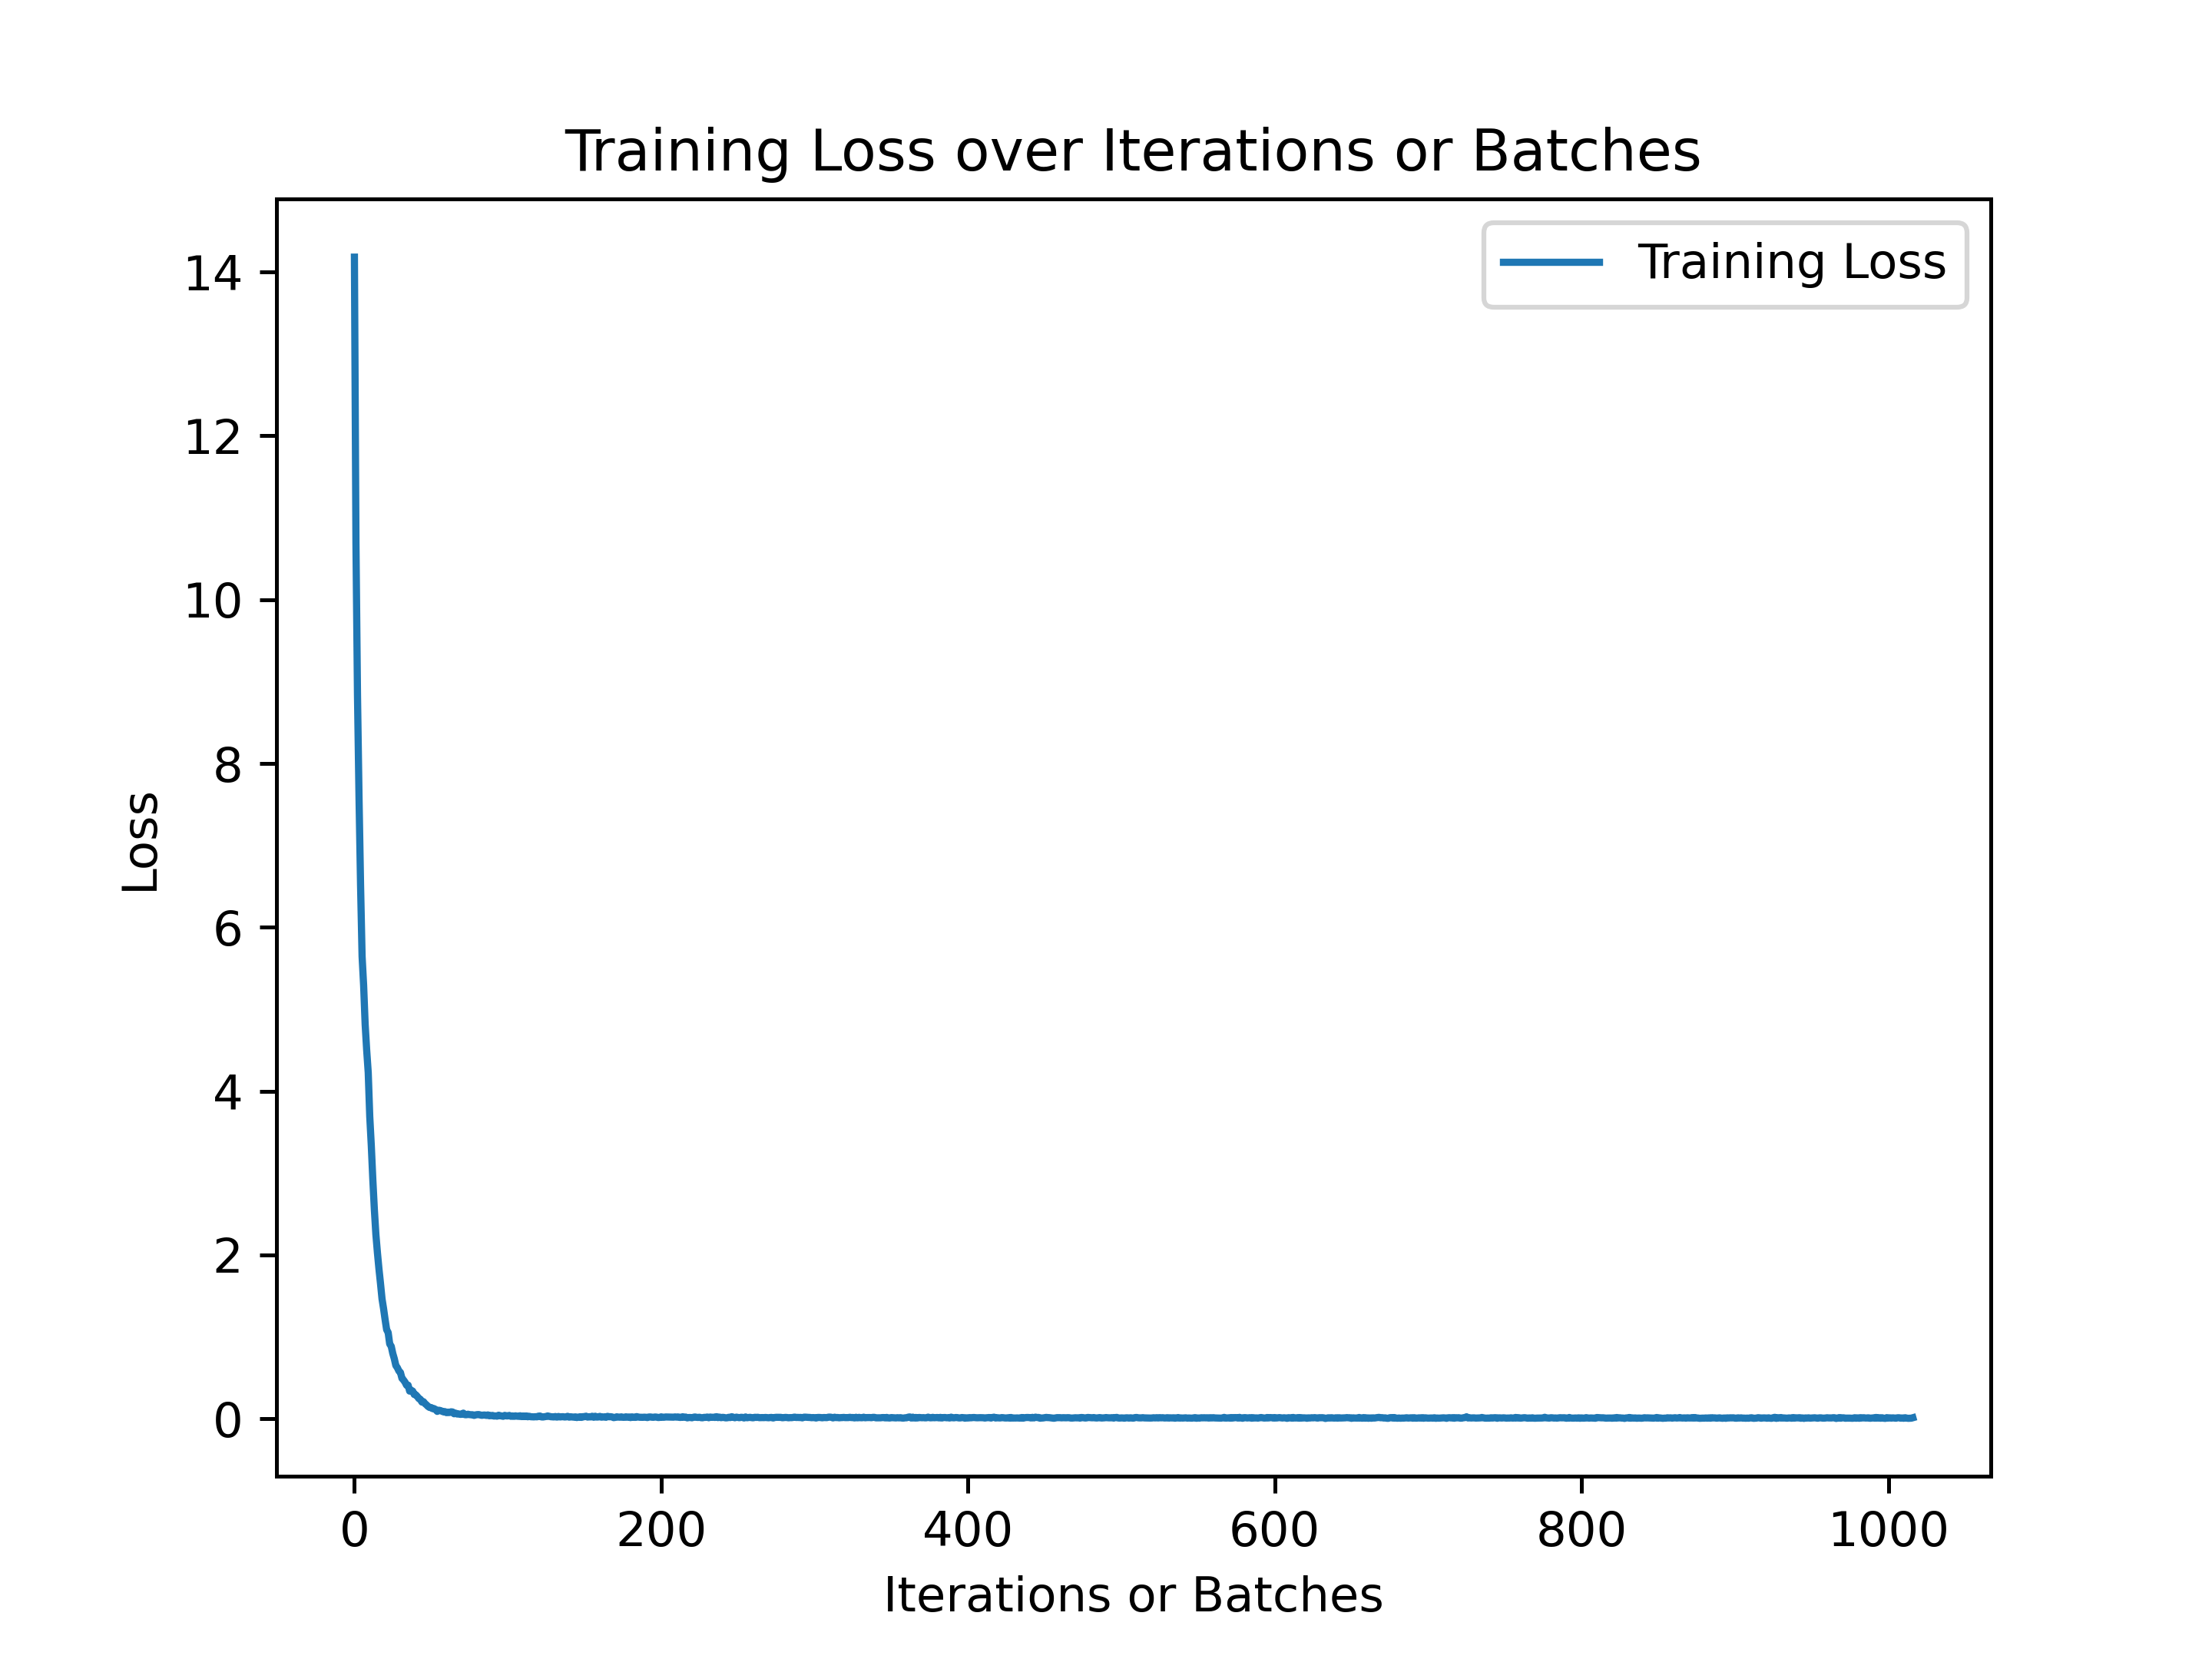 Training Loss over Iterations or Batches
Training Loss
14
12
10
8
6
4
2
0
Loss
0 200 400 600 800 1000
Iterations or Batches